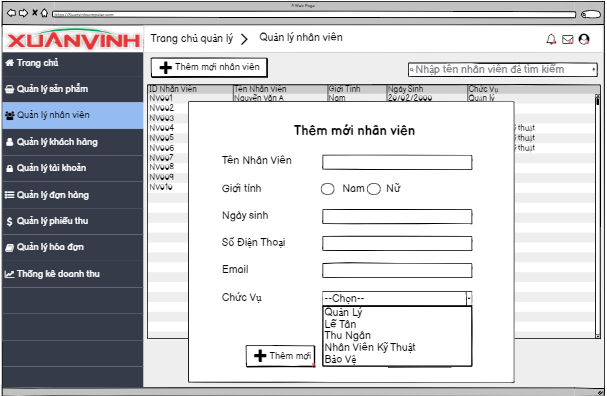 A Web Page
XUÂNVINH
Trang chủ quản lý > Quản lý nhân viên
Trang chủ
Quản lý sản phẩm
Quản lý nhân viên
Quản lý khách hàng
Quản lý tài khoản
Quản lý đơn hàng
Quản lý phiếu thu
Quản lý hóa đơn
Thống kê doanh thu
Thêm mới nhân viên
Nhập tên nhân viên để tìm kiếm
ID Nhân Viên Tên Nhân Viên Giới Tính Ngày Sinh Chức Vụ
NV001 Nguyễn Văn A Nam 20/02/2000 Quản lý
NV002
NV003
NV004 thuật
NV005 thuật
NV006 thuật
NV007
NV008
NV009
NV010
Thêm mới nhân viên
Tên Nhân Viên
Giới tính Nam Nữ
Ngày sinh
Số Điện Thoại
Email
Chức Vụ --Chọn--
Quản Lý
Lễ Tân
Thu Ngân
Nhân Viên Kỹ Thuật
Bảo Vệ
Thêm mới